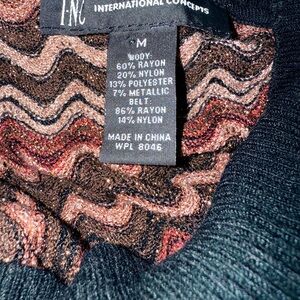 I·N·C
INTERNATIONAL CONCEPTS
M
BODY:
60% RAYON
20% NYLON
13% POLYESTER
7% METALLIC
BELT:
86% RAYON
14% NYLON
MADE IN CHINA
WPL 8046